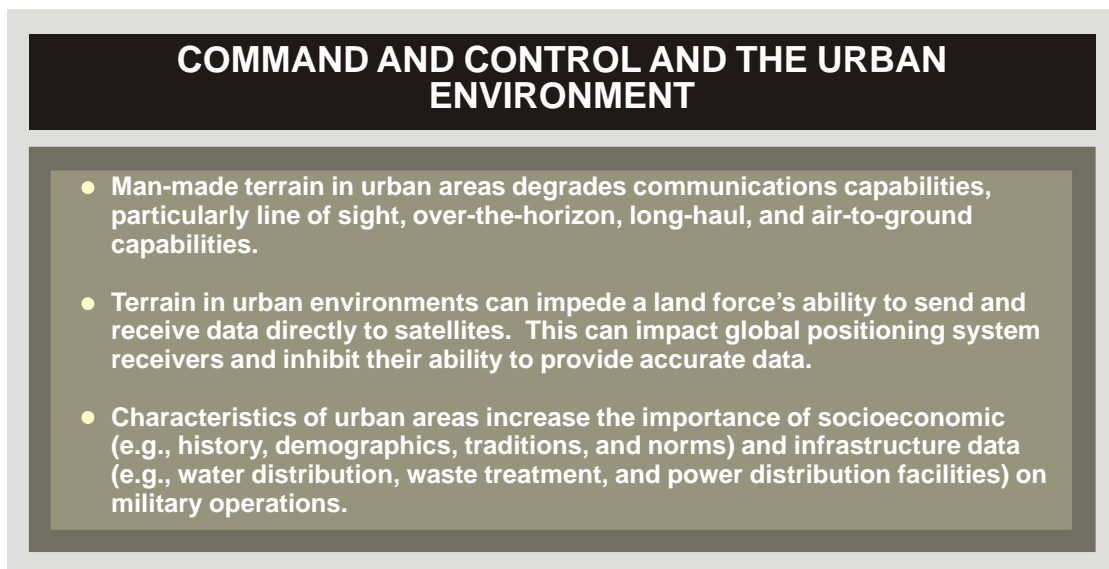 COMMAND AND CONTROL AND THE URBAN
ENVIRONMENT
● Man-made terrain in urban areas degrades communications capabilities,
particularly line of sight, over-the-horizon, long-haul, and air-to-ground
capabilities.
● Terrain in urban environments can impede a land force's ability to send and
receive data directly to satellites.  This can impact global positioning system
receivers and inhibit their ability to provide accurate data.
● Characteristics of urban areas increase the importance of socioeconomic
(e.g., history, demographics, traditions, and norms) and infrastructure data
(e.g., water distribution, waste treatment, and power distribution facilities) on
military operations.